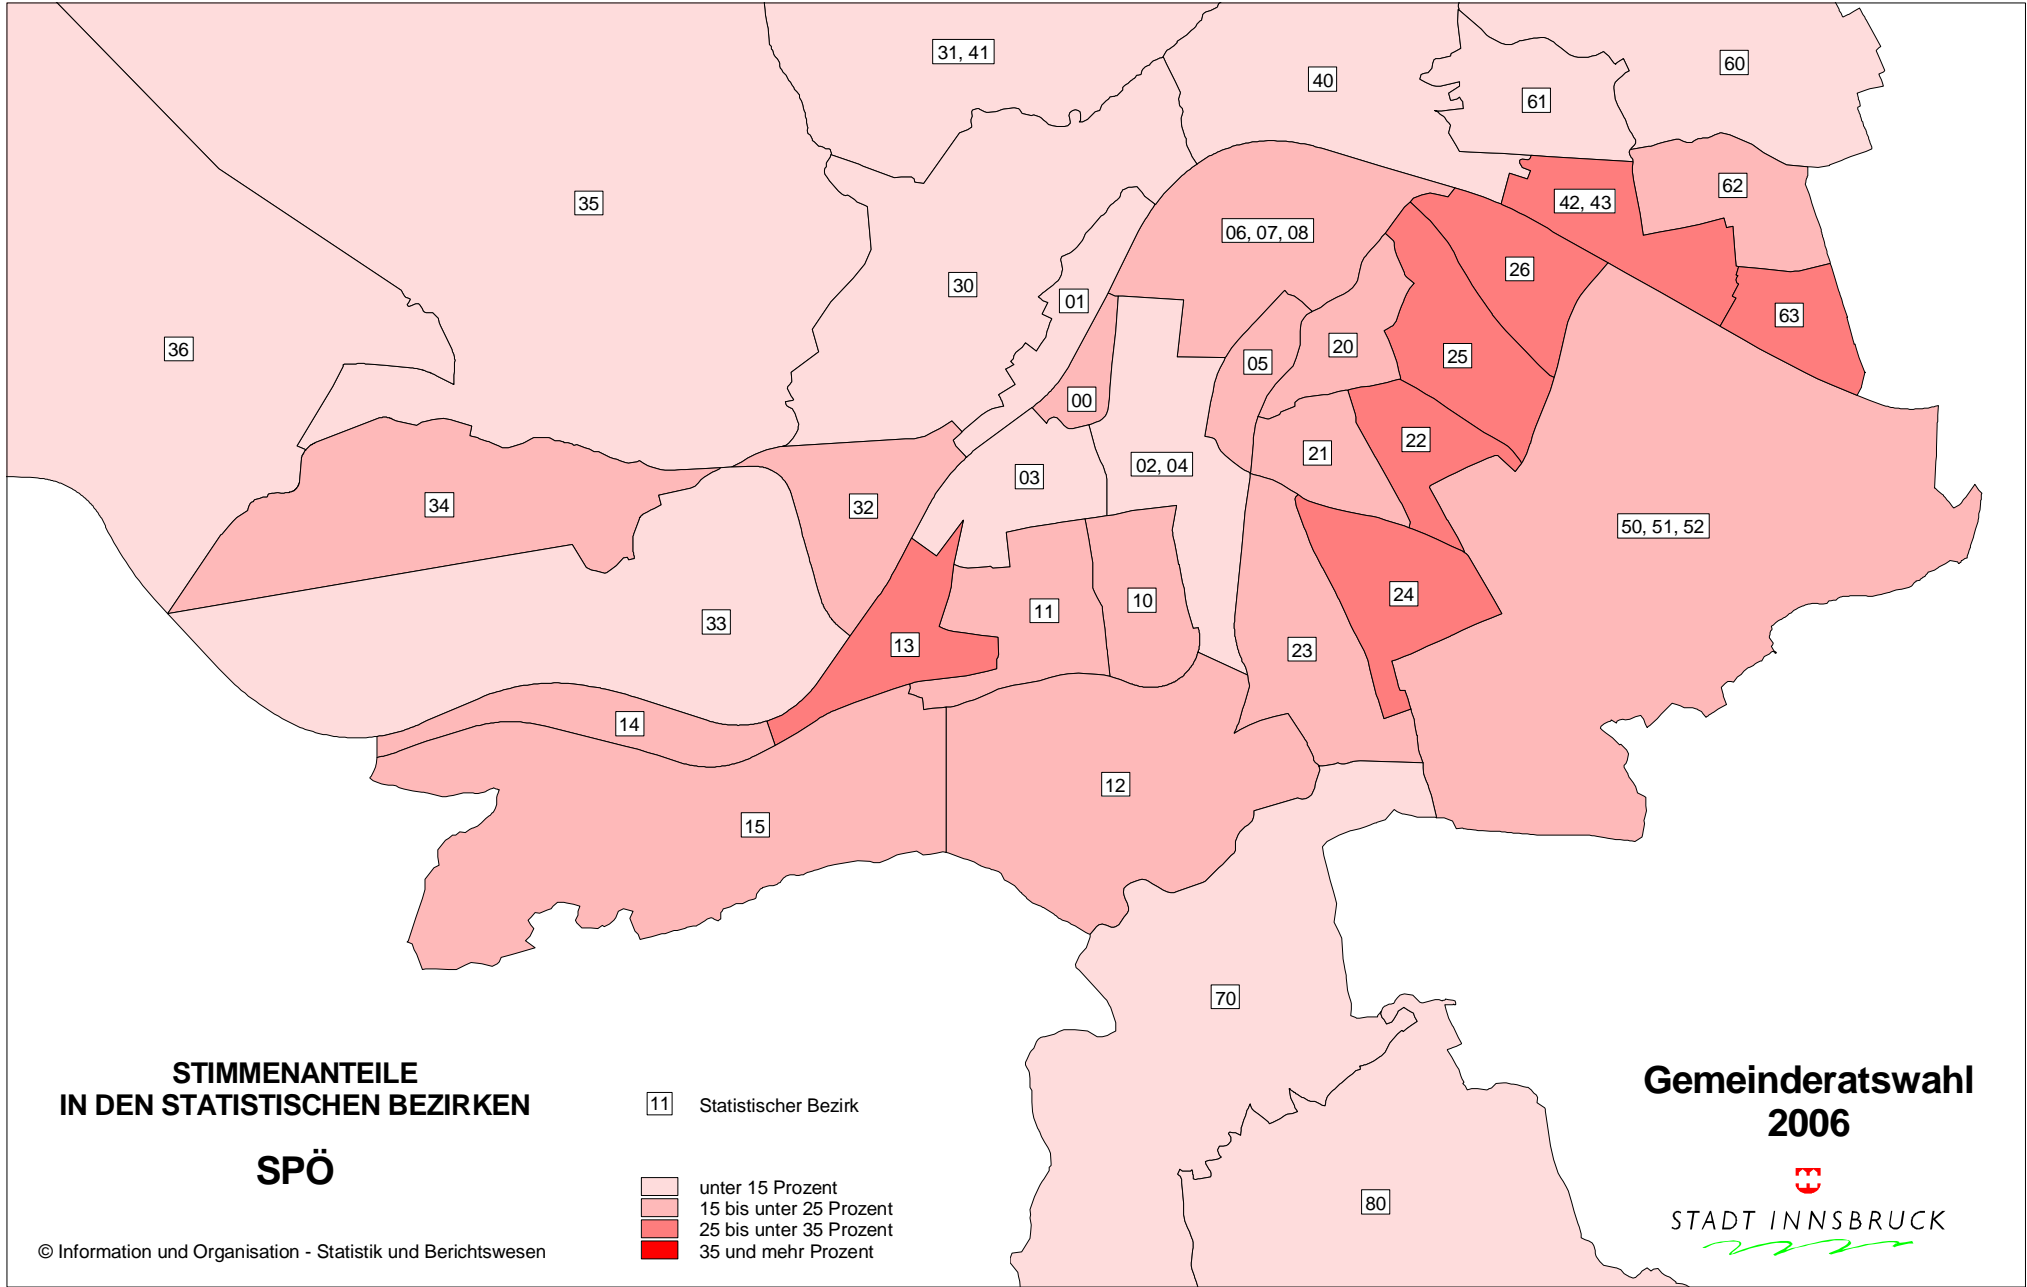 31, 41
40
60
61
35
62
42, 43
06, 07, 08
26
30
01
63
36
20
25
05
00
22
21
02, 04
03
34
32
50, 51, 52
24
10
11
33
13
23
14
12
15
70
80
STIMMENANTEILE
IN DEN STATISTISCHEN BEZIRKEN
SPÖ
© Information und Organisation - Statistik und Berichtswesen
11 Statistischer Bezirk
unter 15 Prozent
15 bis unter 25 Prozent
25 bis unter 35 Prozent
35 und mehr Prozent
Gemeinderatswahl
2006
STADT INNSBRUCK